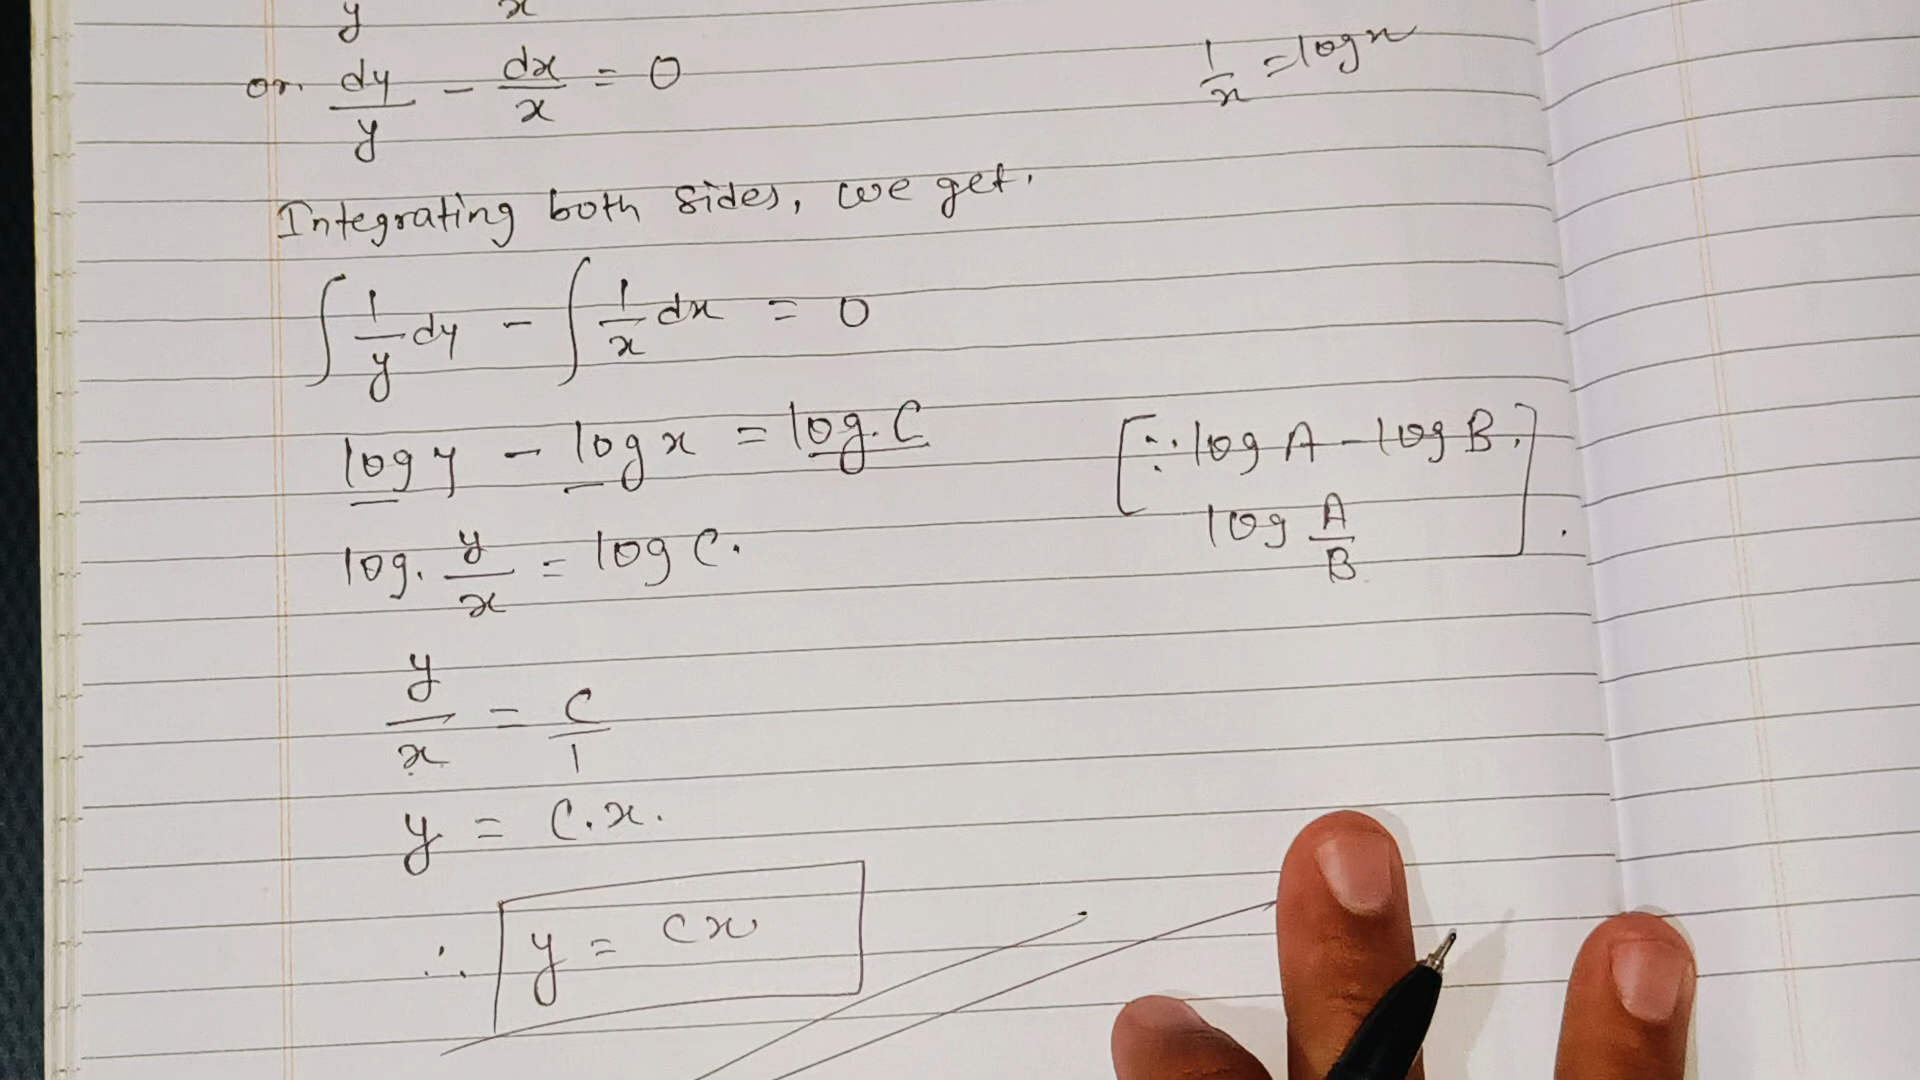 y x
or dy/y - dx/x = 0
1/x = log x
Integrating both sides, we get.
∫ 1/y dy - ∫ 1/x dx = 0
log y - log x = log. C
[∵ log A - log B.
log A/B ].
log. y/x = log C.
y/x = C/1
y = C.x.
∴ y = cx